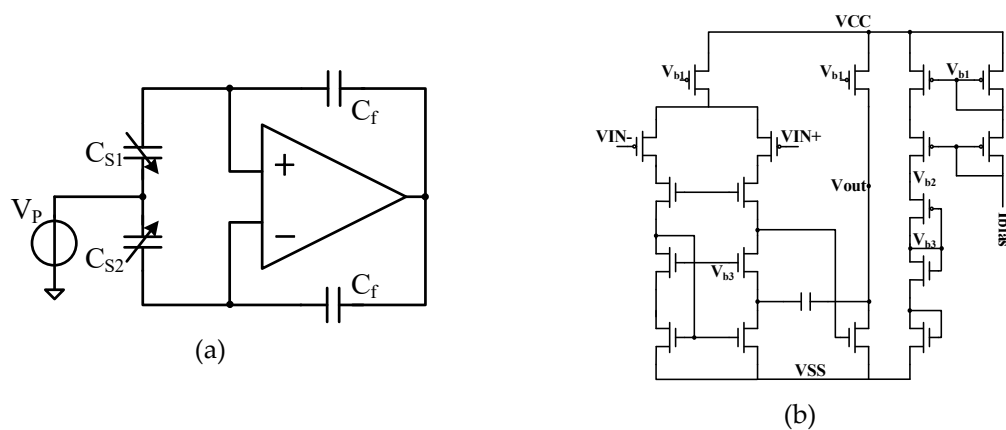 C_f
C_S1
+
V_P
−
C_S2
C_f
(a)
VCC
V_b1
V_b1
V_b1
VIN-
VIN+
Vout
V_b2
Ibias
V_b3
V_b3
VSS
(b)